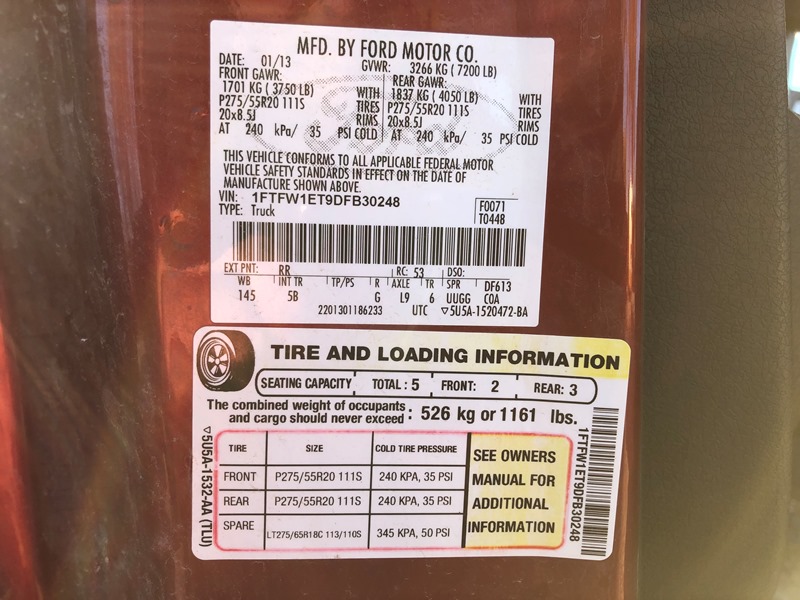 MFD. BY FORD MOTOR CO.
DATE: 01/13 GVWR: 3266 KG ( 7200 LB)
FRONT GAWR: REAR GAWR:
1701 KG ( 3750 LB) WITH 1837 KG ( 4050 LB) WITH
P275/55R20 111S TIRES P275/55R20 111S TIRES
20x8.5J RIMS 20x8.5J RIMS
AT 240 kPa/ 35 PSI COLD AT 240 kPa/ 35 PSI COLD
Ford
THIS VEHICLE CONFORMS TO ALL APPLICABLE FEDERAL MOTOR
VEHICLE SAFETY STANDARDS IN EFFECT ON THE DATE OF
MANUFACTURE SHOWN ABOVE.
VIN: 1FTFW1ET9DFB30248 F0071
TYPE: Truck T0448
EXT PNT: RR RC: 53 DSO:
WB INT TR TP/PS R AXLE TR SPR DF613
145 5B G L9 6 UUGG COA
2201301186233 UTC ▽5U5A-1520472-BA
TIRE AND LOADING INFORMATION
SEATING CAPACITY TOTAL : 5 FRONT: 2 REAR: 3
The combined weight of occupants
and cargo should never exceed : 526 kg or 1161 lbs.
TIRE SIZE COLD TIRE PRESSURE
FRONT P275/55R20 111S 240 KPA, 35 PSI
REAR P275/55R20 111S 240 KPA, 35 PSI
SPARE LT275/65R18C 113/110S 345 KPA, 50 PSI
SEE OWNERS
MANUAL FOR
ADDITIONAL
INFORMATION
▽5U5A-1532-AA (TLU)
1FTFW1ET9DFB30248